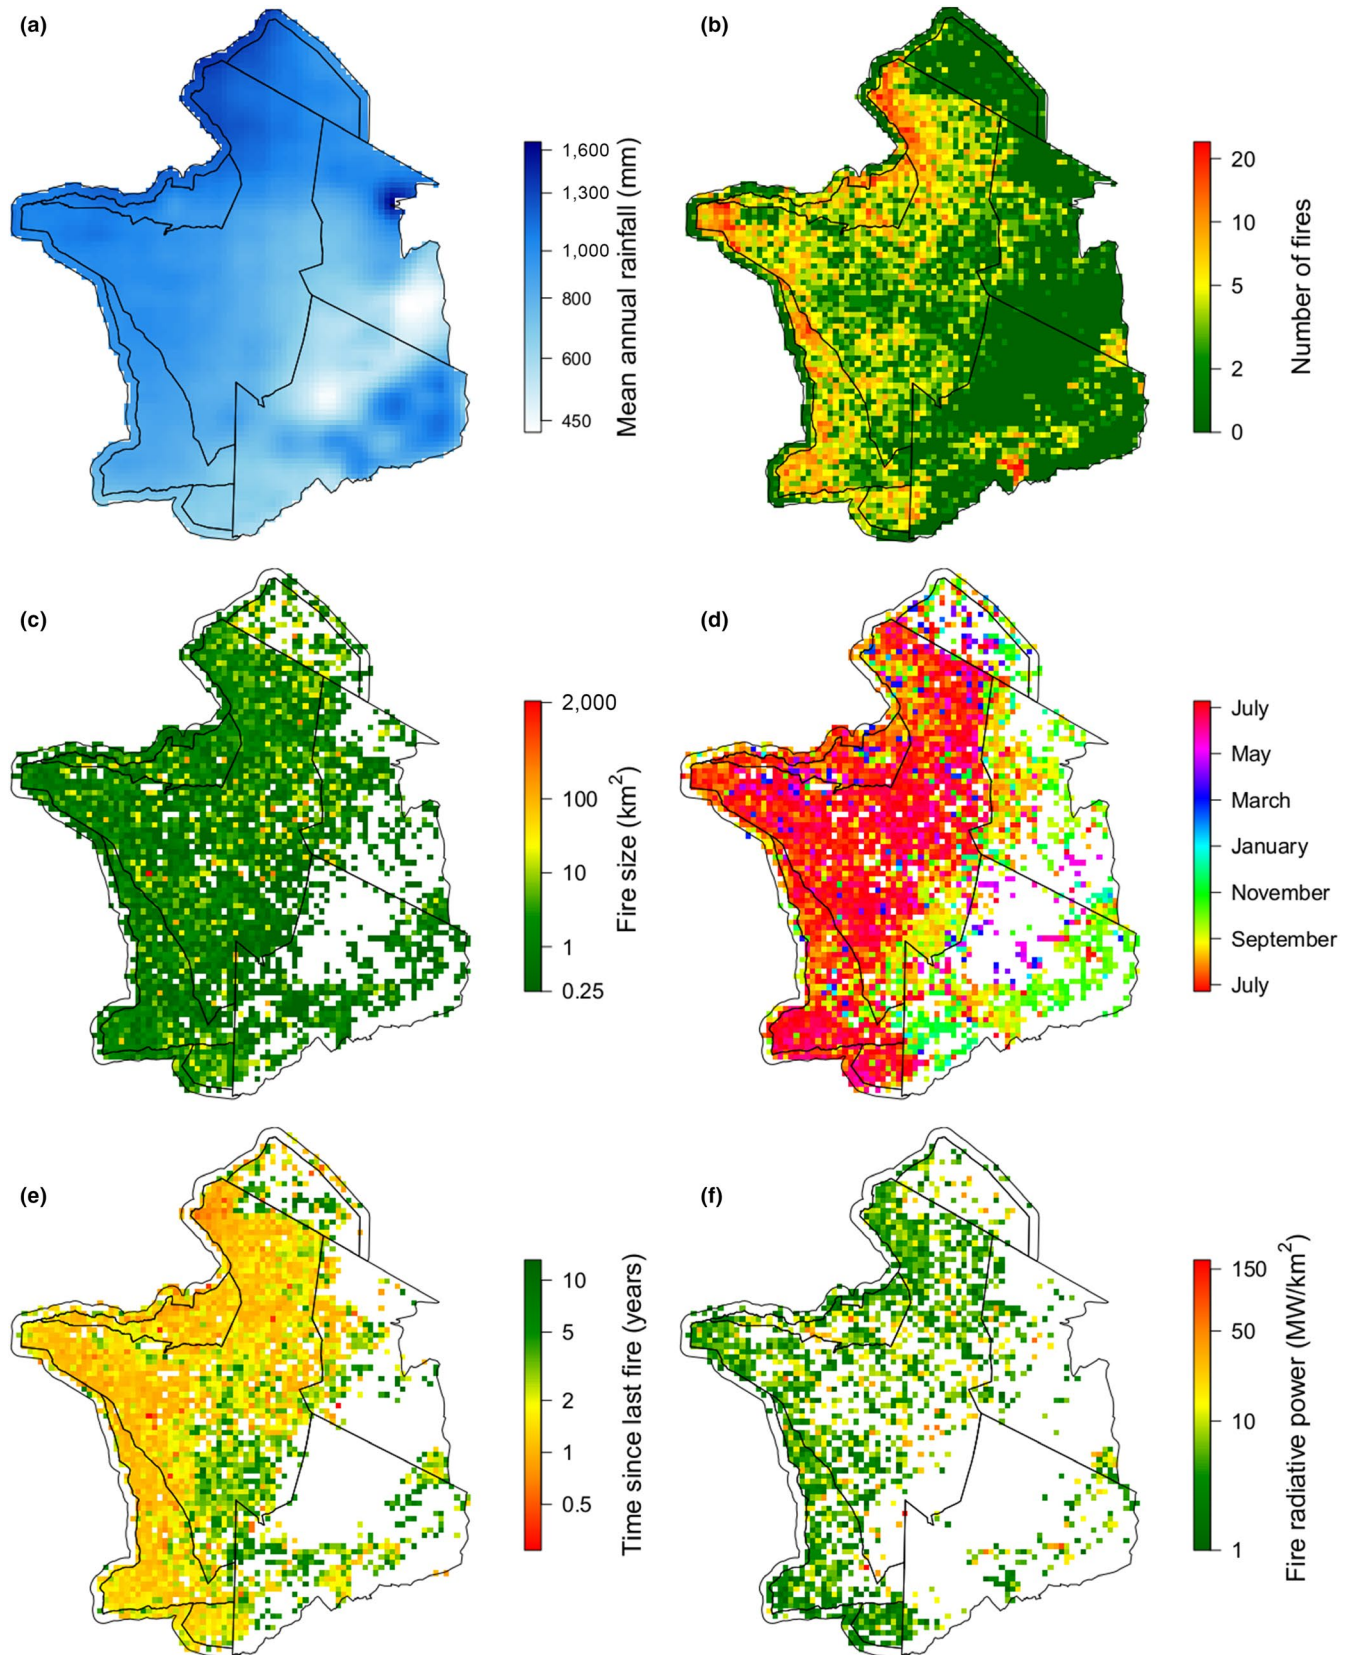 (a)
1,600
1,300
1,000
800
600
450
Mean annual rainfall (mm)
(b)
20
10
5
2
0
Number of fires
(c)
2,000
100
10
1
0.25
Fire size (km²)
(d)
July
May
March
January
November
September
July
(e)
10
5
2
1
0.5
Time since last fire (years)
(f)
150
50
10
1
Fire radiative power (MW/km²)